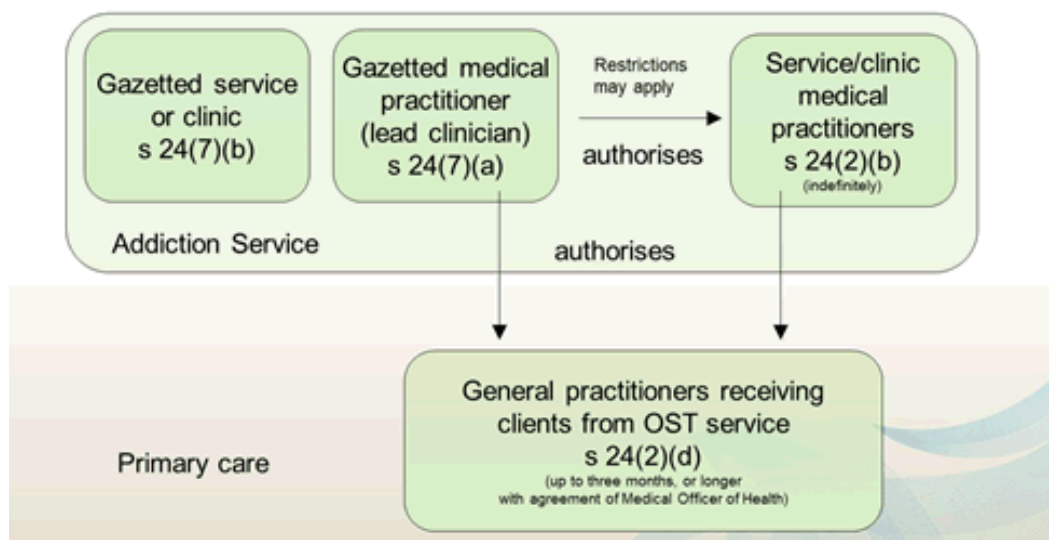 Gazetted service
or clinic
s 24(7)(b)
Gazetted medical
practitioner
(lead clinician)
s 24(7)(a)
Restrictions
may apply
authorises
Service/clinic
medical
practitioners
s 24(2)(b)
(indefinitely)
Addiction Service
authorises
General practitioners receiving
clients from OST service
s 24(2)(d)
(up to three months, or longer
with agreement of Medical Officer of Health)
Primary care